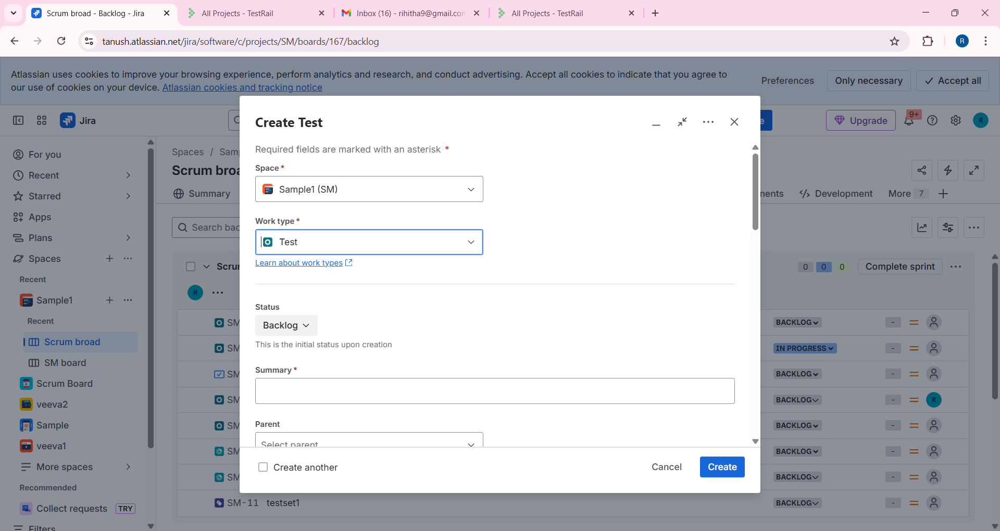 Scrum broad - Backlog - Jira
All Projects - TestRail
Inbox (16) - rihitha9@gmail.com
All Projects - TestRail
tanush.atlassian.net/jira/software/c/projects/SM/boards/167/backlog
R
Atlassian uses cookies to improve your browsing experience, perform analytics and research, and conduct advertising. Accept all cookies to indicate that you agree to
our use of cookies on your device. Atlassian cookies and tracking notice
Preferences
Only necessary
Accept all
Jira
Upgrade
9+
R
For you
Recent
Starred
Apps
Plans
Spaces
Recent
Sample1
Recent
Scrum broad
SM board
Scrum Board
veeva2
Sample
veeva1
More spaces
Recommended
Collect requests TRY
Filters
Spaces /
Summary
Development
More 7
0 0 0 Complete sprint
R
Create Test
Required fields are marked with an asterisk *
Space *
Sample1 (SM)
Work type *
Test
Learn about work types
Status
Backlog
This is the initial status upon creation
Summary *
Parent
Select parent
Create another
Cancel
Create
SM BACKLOG -
SM IN PROGRESS -
SM BACKLOG -
SM BACKLOG - R
SM BACKLOG -
SM BACKLOG -
SM BACKLOG -
SM-11 testset1 BACKLOG -